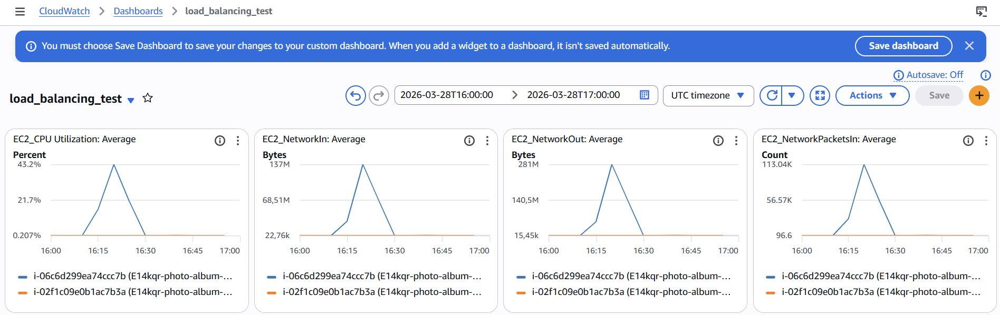 CloudWatch > Dashboards > load_balancing_test
You must choose Save Dashboard to save your changes to your custom dashboard. When you add a widget to a dashboard, it isn't saved automatically.
Save dashboard
Autosave: Off
load_balancing_test
2026-03-28T16:00:00 > 2026-03-28T17:00:00
UTC timezone
Actions
Save
EC2_CPU Utilization: Average
Percent
43.2%
21.7%
0.207%
16:00 16:15 16:30 16:45 17:00
i-06c6d299ea74ccc7b (E14kqr-photo-album-...
i-02f1c09e0b1ac7b3a (E14kqr-photo-album-...
EC2_NetworkIn: Average
Bytes
137M
68,51M
22,76k
16:00 16:15 16:30 16:45 17:00
i-06c6d299ea74ccc7b (E14kqr-photo-album-...
i-02f1c09e0b1ac7b3a (E14kqr-photo-album-...
EC2_NetworkOut: Average
Bytes
281M
140,5M
15,45k
16:00 16:15 16:30 16:45 17:00
i-06c6d299ea74ccc7b (E14kqr-photo-album-...
i-02f1c09e0b1ac7b3a (E14kqr-photo-album-...
EC2_NetworkPacketsIn: Average
Count
113.04K
56.57K
96.6
16:00 16:15 16:30 16:45 17:00
i-06c6d299ea74ccc7b (E14kqr-photo-album-...
i-02f1c09e0b1ac7b3a (E14kqr-photo-album-...